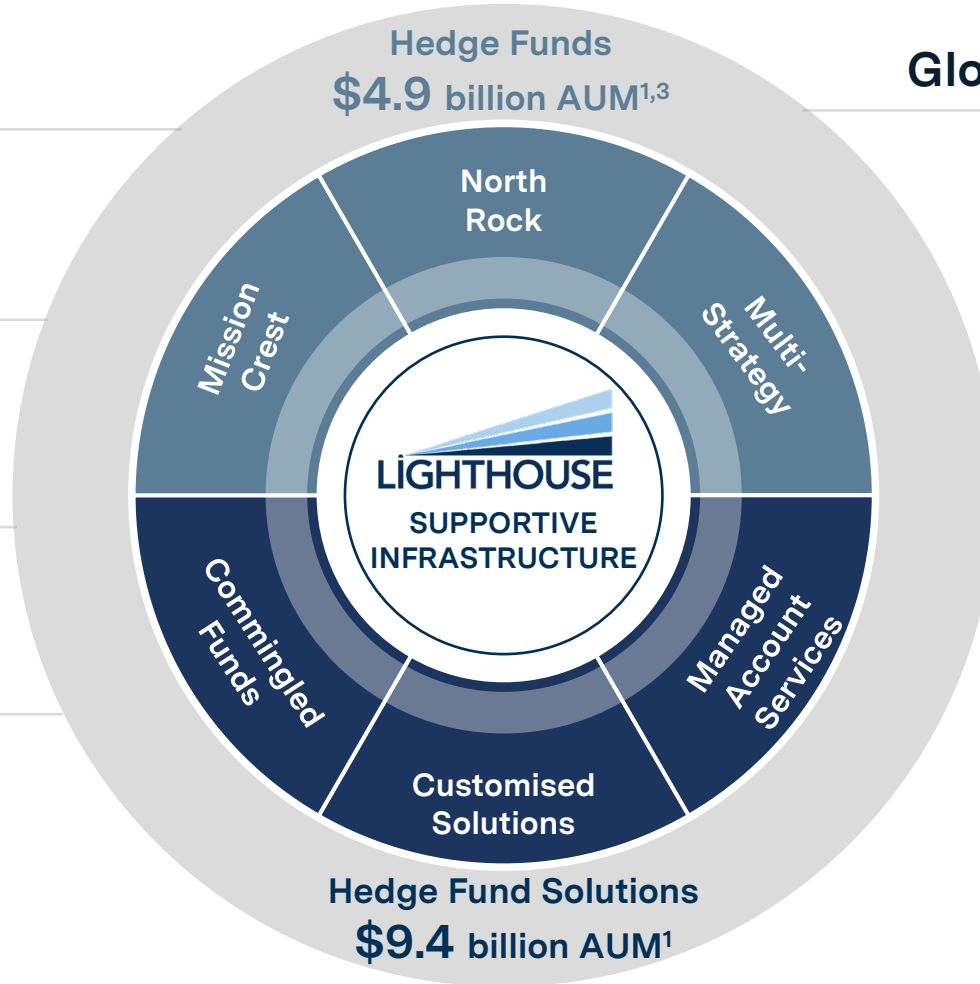 Hedge Funds
$4.9 billion AUM1,3
Glo
North
Rock
Mission
Crest
Multi-
Strategy
LiGHTHOUSE
SUPPORTIVE
INFRASTRUCTURE
Commingled
Funds
Managed
Account
Services
Customised
Solutions
Hedge Fund Solutions
$9.4 billion AUM1